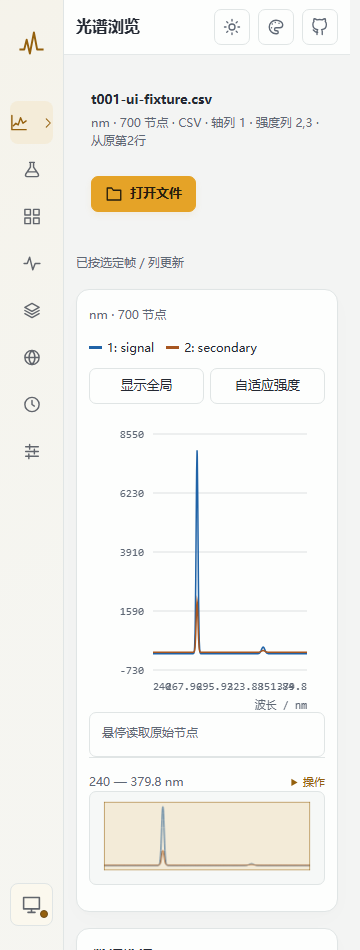 光谱浏览
t001-ui-fixture.csv
nm · 700 节点 · CSV · 轴列 1 · 强度列 2,3 ·
从原第2行
打开文件
已按选定帧 / 列更新
nm · 700 节点
1: signal 2: secondary
显示全局 自适应强度
8550
6230
3910
1590
-730
波长 / nm
悬停读取原始节点
240 — 379.8 nm ▶ 操作